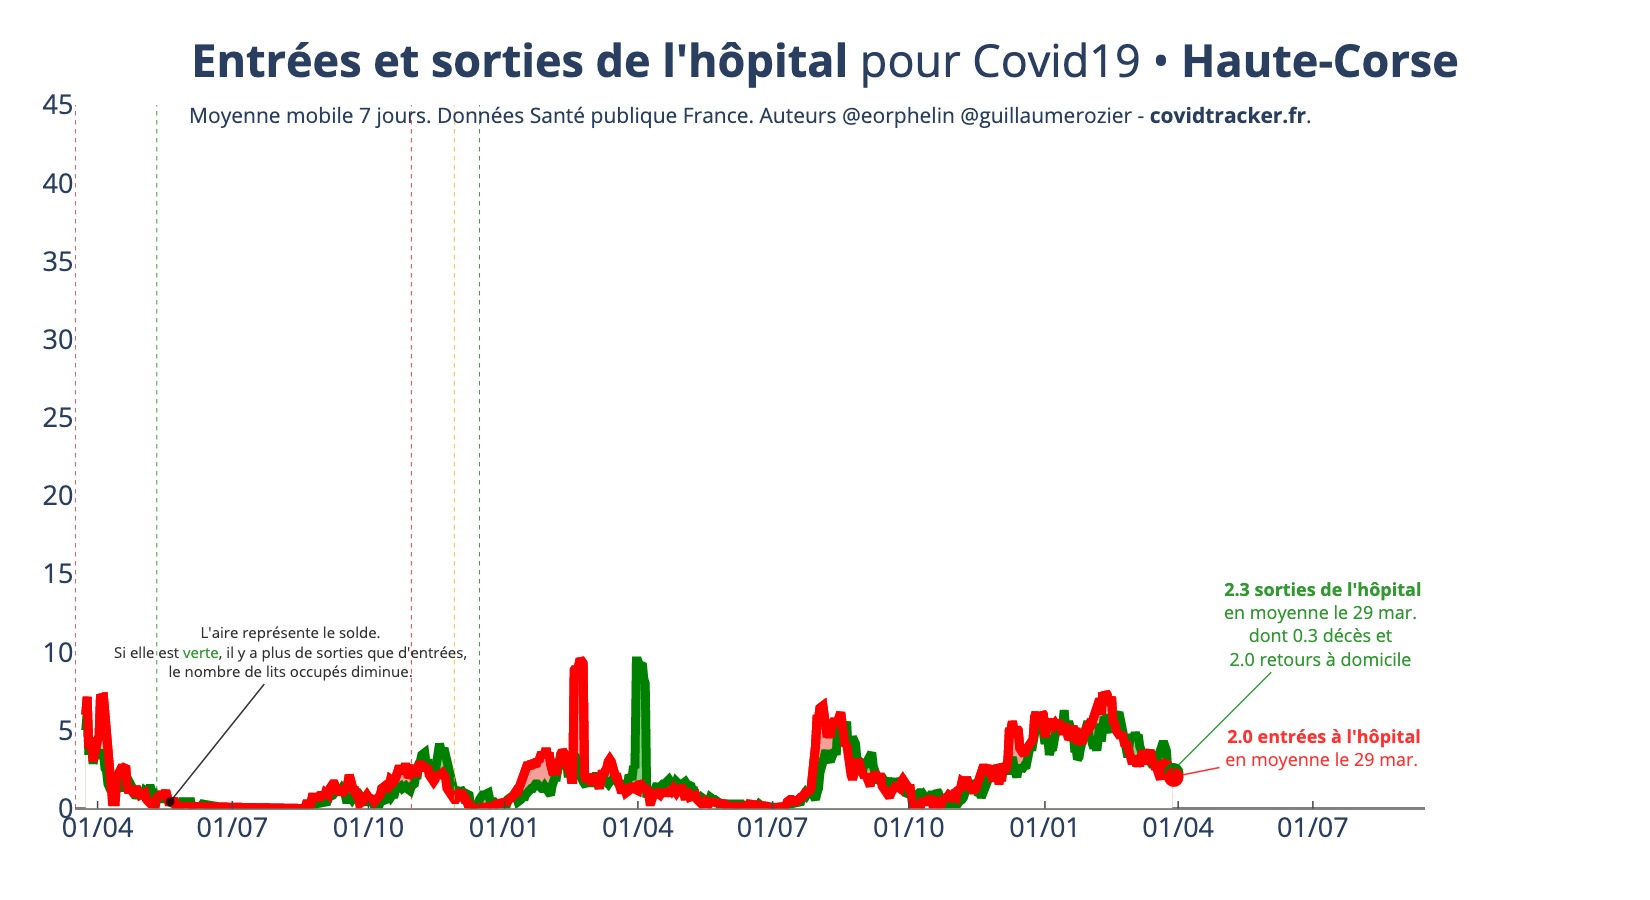 Entrées et sorties de l'hôpital pour Covid19 • Haute-Corse
Moyenne mobile 7 jours. Données Santé publique France. Auteurs @eorphelin @guillaumerozier - covidtracker.fr.
45
40
35
30
25
20
15
10
5
0
L'aire représente le solde.
Si elle est verte, il y a plus de sorties que d'entrées,
le nombre de lits occupés diminue.
2.3 sorties de l'hôpital
en moyenne le 29 mar.
dont 0.3 décès et
2.0 retours à domicile
2.0 entrées à l'hôpital
en moyenne le 29 mar.
01/04 01/07 01/10 01/01 01/04 01/07 01/10 01/01 01/04 01/07